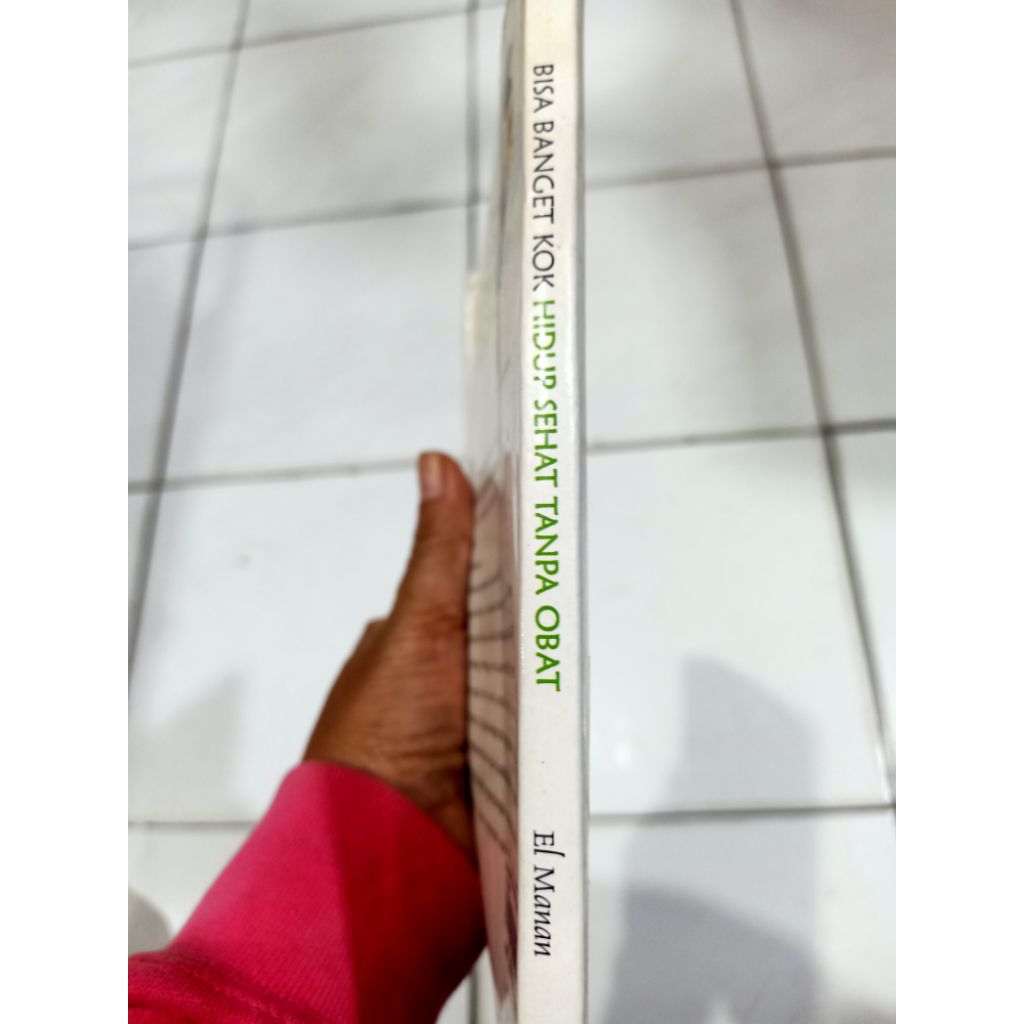 BISA BANGET KOK HIDUP SEHAT TANPA OBAT
El Manan